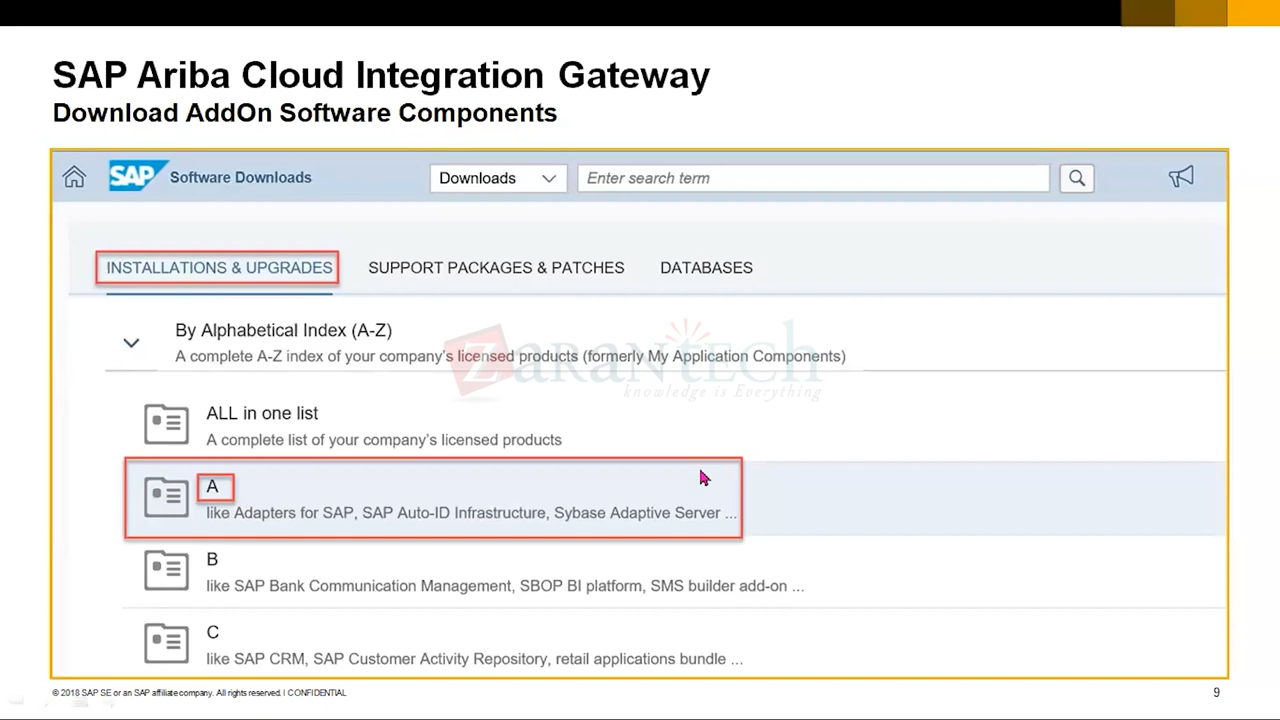 SAP Ariba Cloud Integration Gateway
Download AddOn Software Components
SAP Software Downloads
Downloads
Enter search term
INSTALLATIONS & UPGRADES SUPPORT PACKAGES & PATCHES DATABASES
By Alphabetical Index (A-Z)
A complete A-Z index of your company's licensed products (formerly My Application Components)
zaranTech
knowledge is Everything
ALL in one list
A complete list of your company's licensed products
A
like Adapters for SAP, SAP Auto-ID Infrastructure, Sybase Adaptive Server ...
B
like SAP Bank Communication Management, SBOP BI platform, SMS builder add-on ...
C
like SAP CRM, SAP Customer Activity Repository, retail applications bundle ...
© 2018 SAP SE or an SAP affiliate company. All rights reserved. I CONFIDENTIAL
9